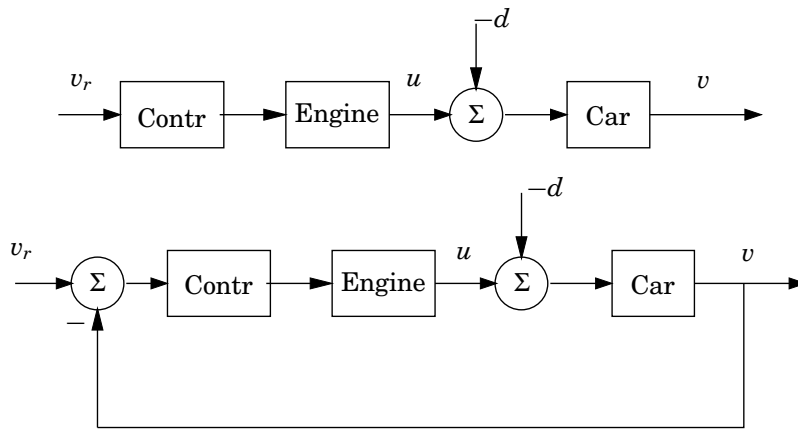 −d
v_r Contr Engine u Σ Car v
−d
v_r Σ Contr Engine u Σ Car v
−